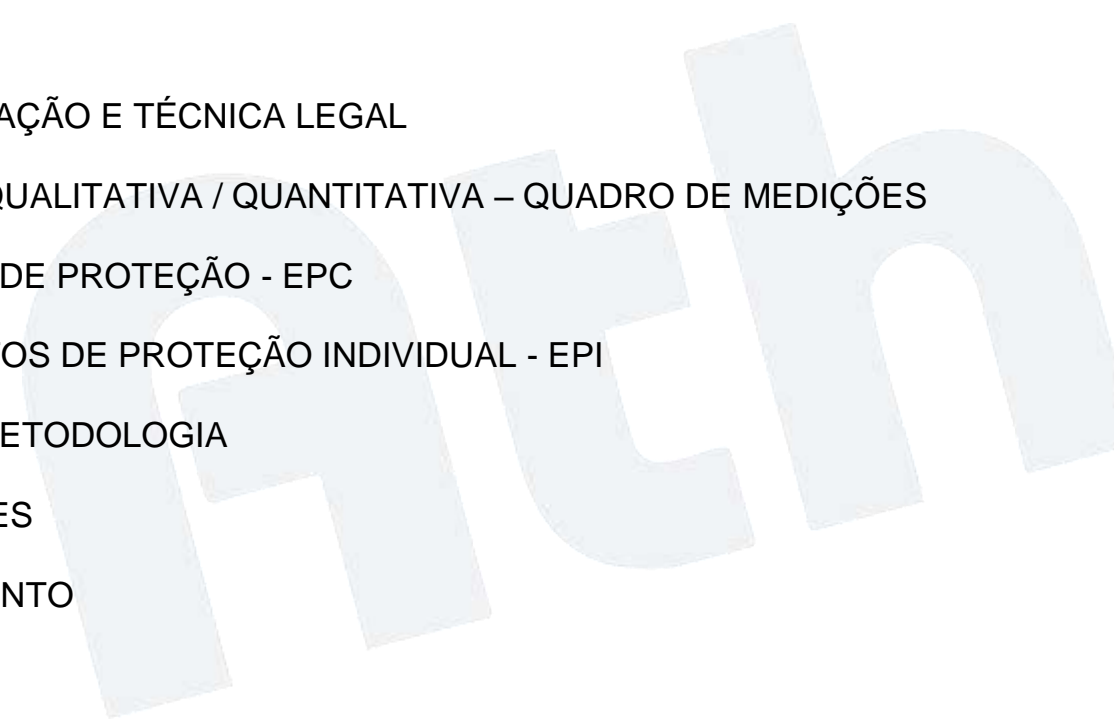 AÇÃO E TÉCNICA LEGAL
QUALITATIVA / QUANTITATIVA – QUADRO DE MEDIÇÕES
DE PROTEÇÃO - EPC
OS DE PROTEÇÃO INDIVIDUAL - EPI
ETODOLOGIA
ES
NTO
Ath